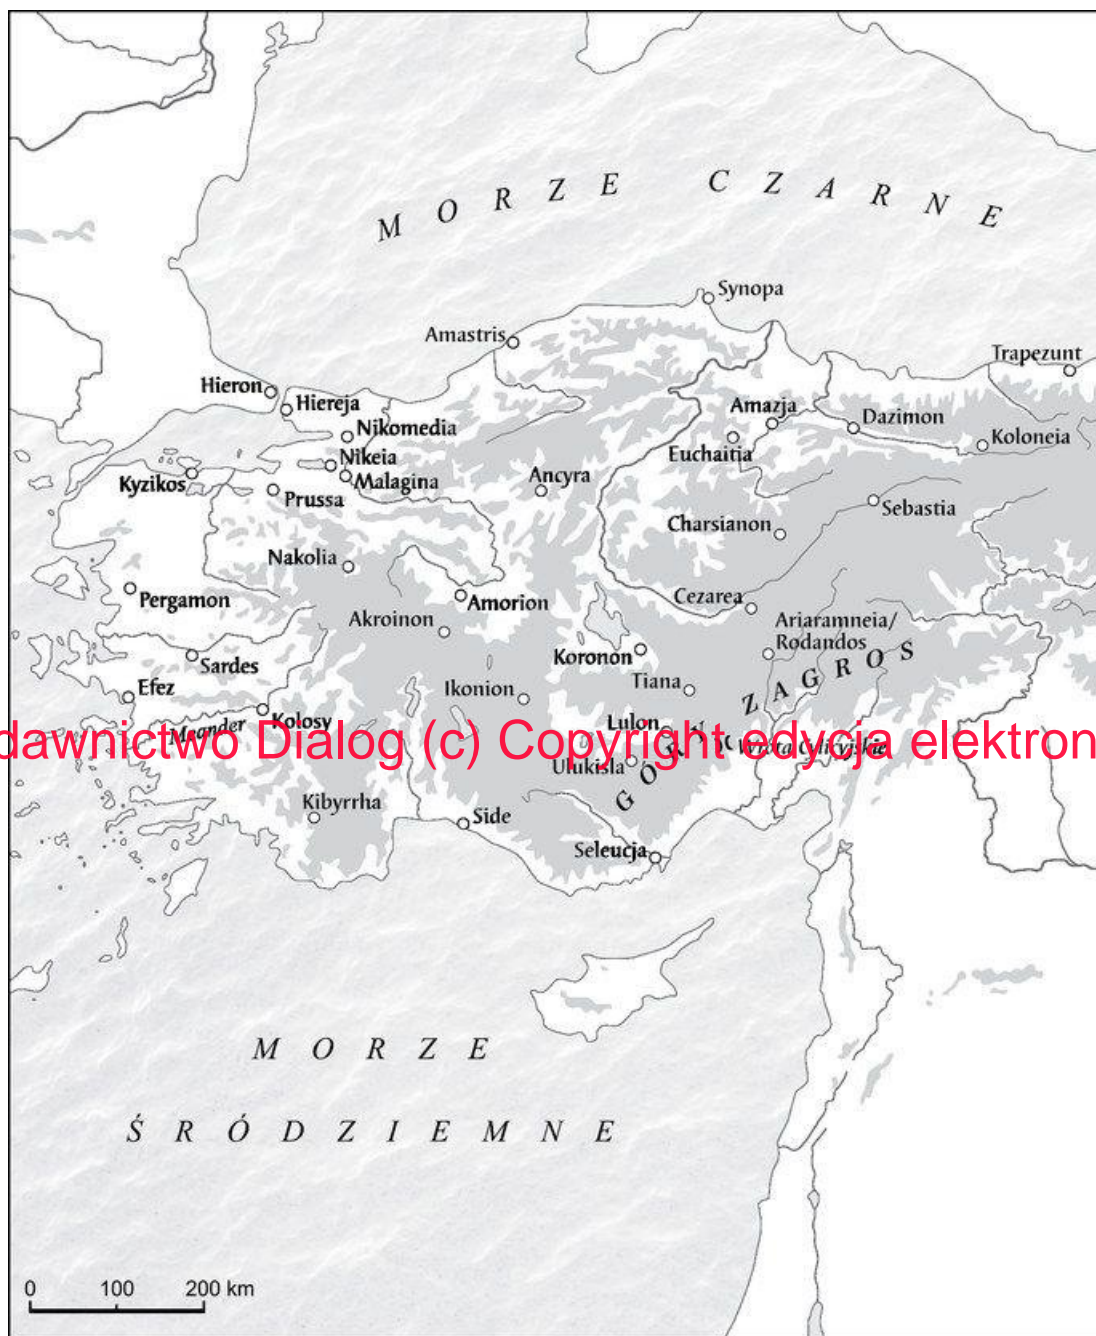 MORZE CZARNE
Synopa
Amastris
Trapezunt
Hieron
Hiereja
Amazja
Dazimon
Nikomedia
Koloneia
Euchaitia
Nikeia
Kyzikos
Malagina
Ancyra
Prussa
Sebastia
Charsianon
Nakolia
Pergamon
Amorion
Cezarea
Akroinon
Ariaramneia/
Rodandos
Koronon
Sardes
Tiana
Efez
Ikonion
Kolosy
Lulon
GÓRY ZAGROS
Meander
dawnictwo Dialog (c) Copyright edycja elektron
Wrota Cylicyjskie
Ulukisla
Kibyrrha
Side
Seleucja
MORZE
ŚRÓDZIEMNE
0 100 200 km